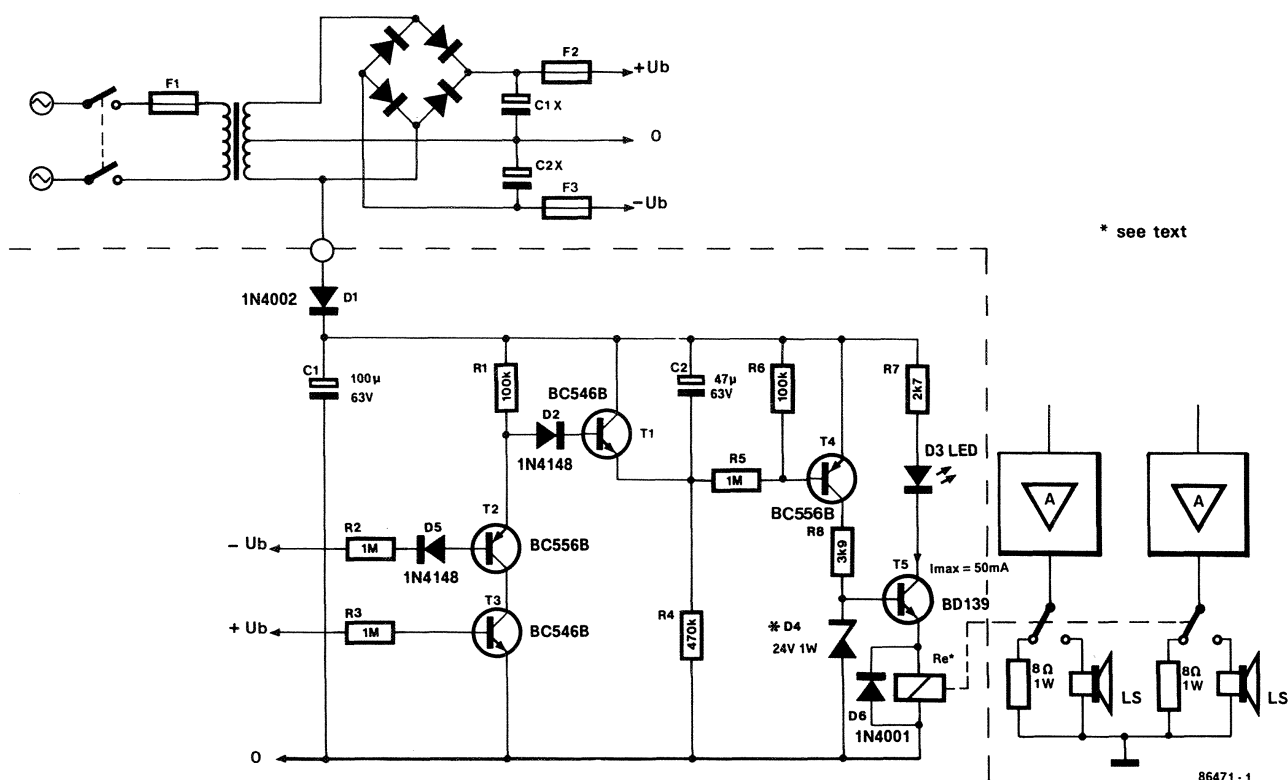 F1
F2
+Ub
C1X
0
C2X
F3
-Ub
* see text
1N4002
D1
C1
100µ
63V
R1
100k
BC546B
D2
1N4148
T1
C2
47µ
63V
R6
100k
R7
2k7
R5
1M
T4
BC556B
D3 LED
A
A
- Ub
R2
1M
D5
1N4148
T2
BC556B
R8
3k9
T5
Imax = 50mA
BD139
+ Ub
R3
1M
T3
BC546B
R4
470k
* D4
24V 1W
Re*
D6
1N4001
8Ω
1W
LS
8Ω
1W
LS
0
86471 - 1